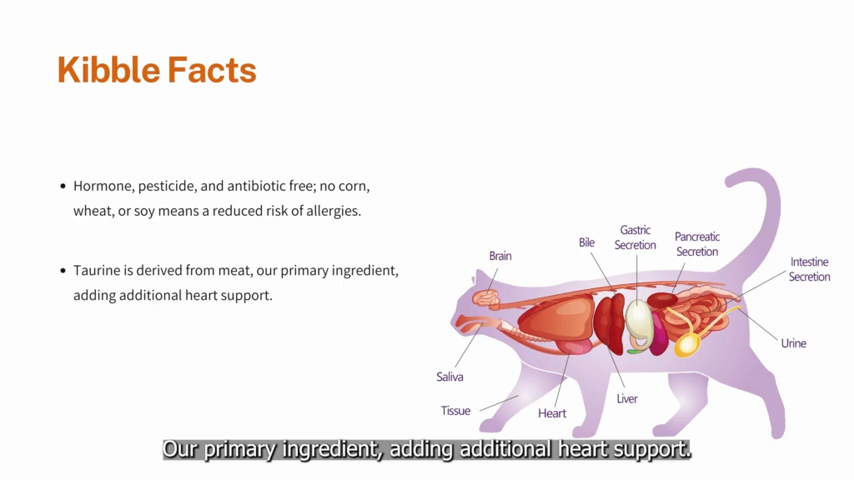 Kibble Facts
• Hormone, pesticide, and antibiotic free; no corn,
wheat, or soy means a reduced risk of allergies.
• Taurine is derived from meat, our primary ingredient,
adding additional heart support.
Brain
Bile
Gastric
Secretion
Pancreatic
Secretion
Intestine
Secretion
Urine
Saliva
Tissue
Heart
Liver
Our primary ingredient, adding additional heart support.